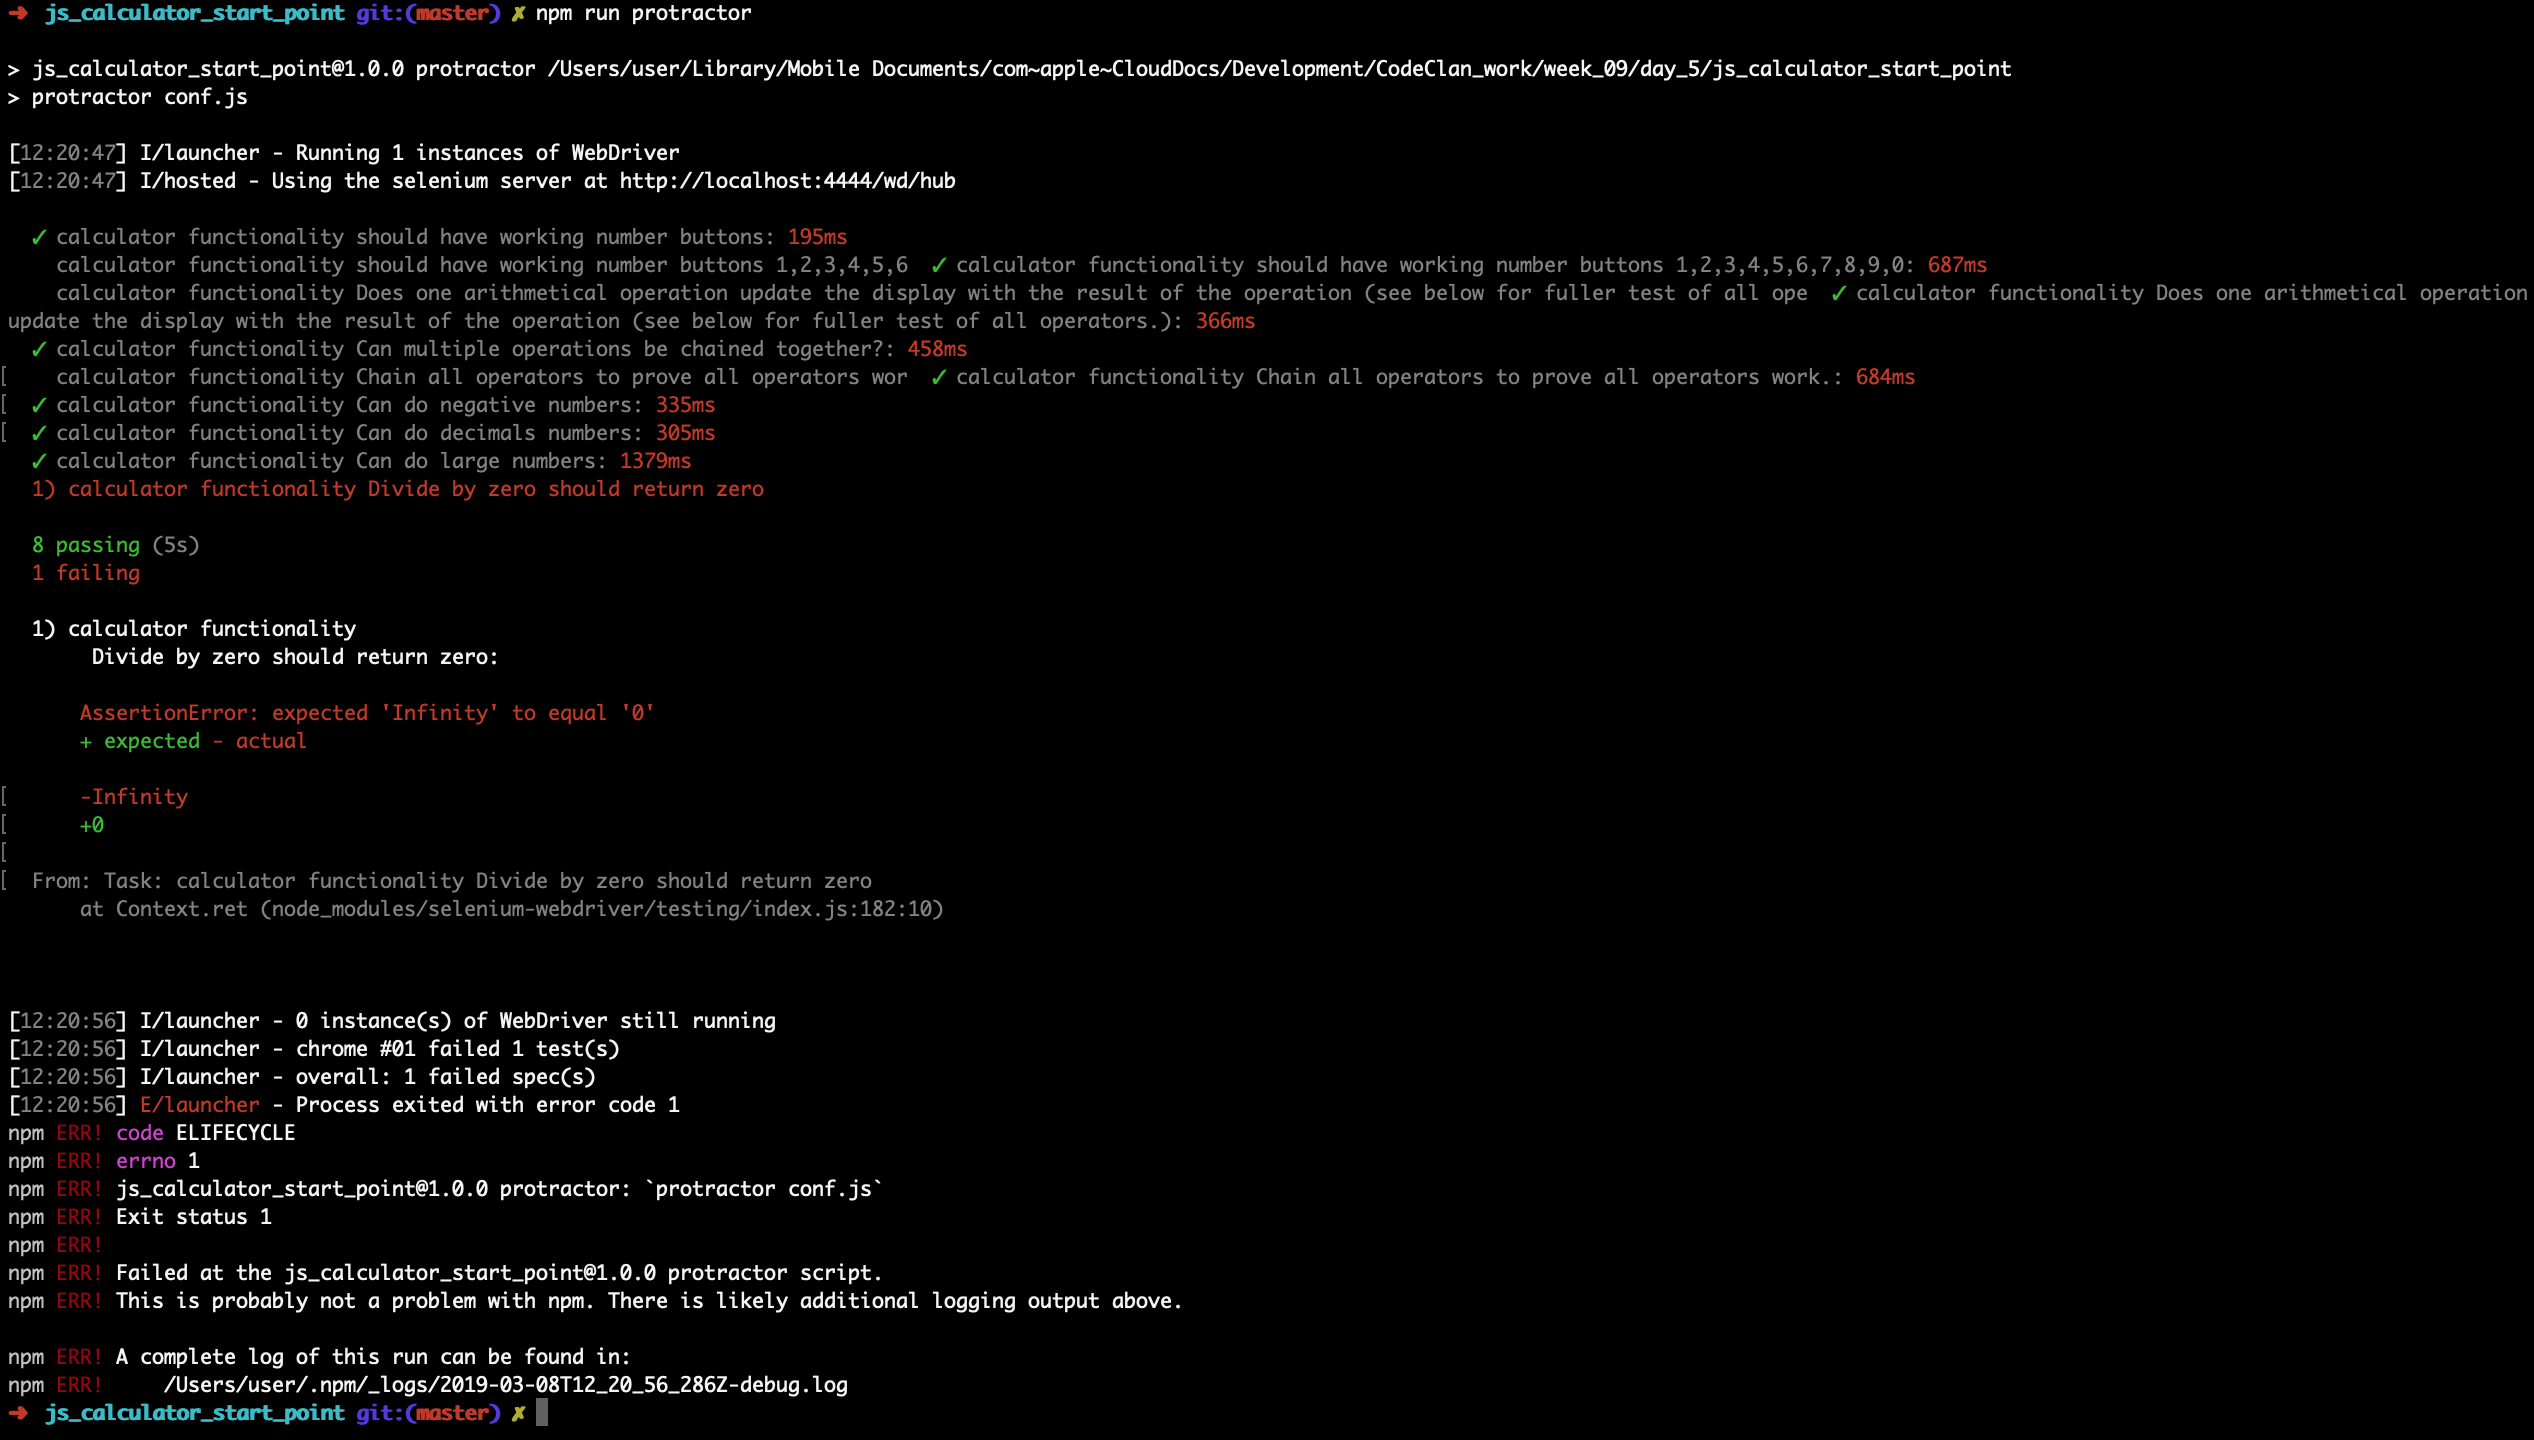 ➜ js_calculator_start_point git:(master) ✗ npm run protractor
> js_calculator_start_point@1.0.0 protractor /Users/user/Library/Mobile Documents/com~apple~CloudDocs/Development/CodeClan_work/week_09/day_5/js_calculator_start_point
> protractor conf.js
[12:20:47] I/launcher - Running 1 instances of WebDriver
[12:20:47] I/hosted - Using the selenium server at http://localhost:4444/wd/hub
✓ calculator functionality should have working number buttons: 195ms
calculator functionality should have working number buttons 1,2,3,4,5,6 ✓ calculator functionality should have working number buttons 1,2,3,4,5,6,7,8,9,0: 687ms
calculator functionality Does one arithmetical operation update the display with the result of the operation (see below for fuller test of all ope ✓ calculator functionality Does one arithmetical operation
update the display with the result of the operation (see below for fuller test of all operators.): 366ms
✓ calculator functionality Can multiple operations be chained together?: 458ms
[ calculator functionality Chain all operators to prove all operators wor ✓ calculator functionality Chain all operators to prove all operators work.: 684ms
[ ✓ calculator functionality Can do negative numbers: 335ms
[ ✓ calculator functionality Can do decimals numbers: 305ms
✓ calculator functionality Can do large numbers: 1379ms
1) calculator functionality Divide by zero should return zero
8 passing (5s)
1 failing
1) calculator functionality
Divide by zero should return zero:
AssertionError: expected 'Infinity' to equal '0'
+ expected - actual
[ -Infinity
[ +0
[
[ From: Task: calculator functionality Divide by zero should return zero
at Context.ret (node_modules/selenium-webdriver/testing/index.js:182:10)
[12:20:56] I/launcher - 0 instance(s) of WebDriver still running
[12:20:56] I/launcher - chrome #01 failed 1 test(s)
[12:20:56] I/launcher - overall: 1 failed spec(s)
[12:20:56] E/launcher - Process exited with error code 1
npm ERR! code ELIFECYCLE
npm ERR! errno 1
npm ERR! js_calculator_start_point@1.0.0 protractor: `protractor conf.js`
npm ERR! Exit status 1
npm ERR!
npm ERR! Failed at the js_calculator_start_point@1.0.0 protractor script.
npm ERR! This is probably not a problem with npm. There is likely additional logging output above.
npm ERR! A complete log of this run can be found in:
npm ERR! /Users/user/.npm/_logs/2019-03-08T12_20_56_286Z-debug.log
➜ js_calculator_start_point git:(master) ✗